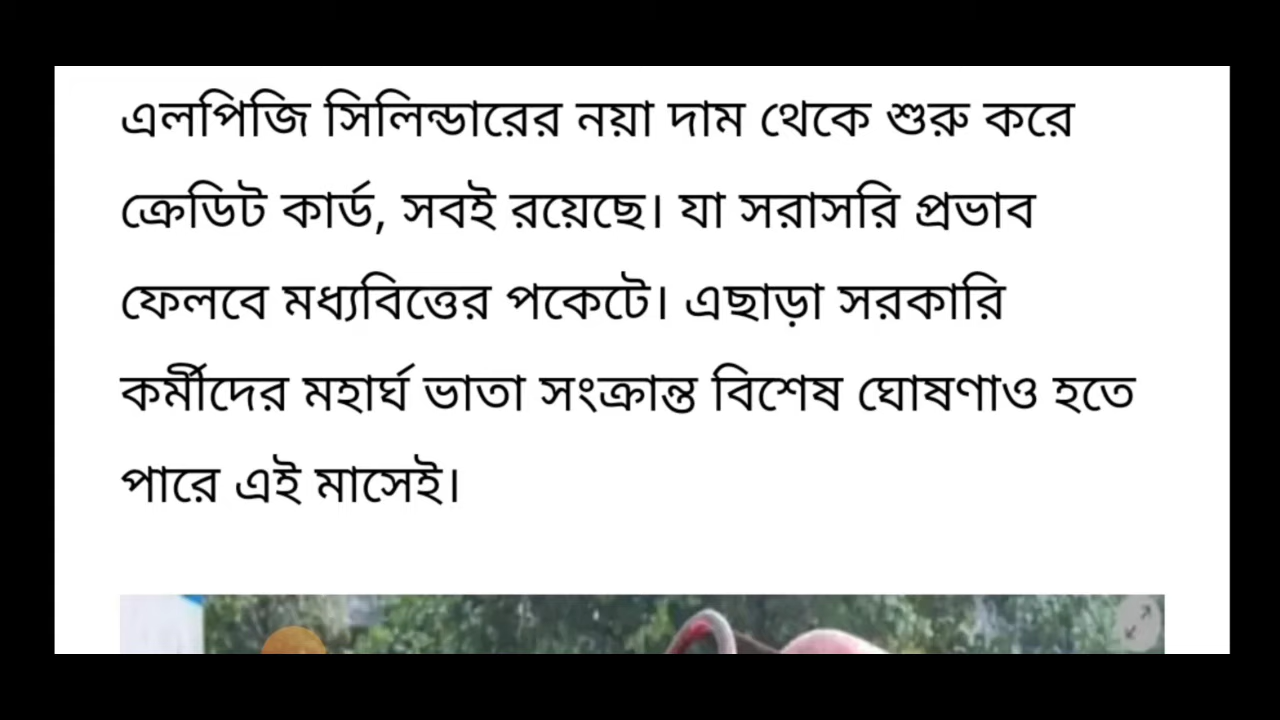 এলপিজি সিলিন্ডারের নয়া দাম থেকে শুরু করে
ক্রেডিট কার্ড, সবই রয়েছে। যা সরাসরি প্রভাব
ফেলবে মধ্যবিত্তের পকেটে। এছাড়া সরকারি
কর্মীদের মহার্ঘ ভাতা সংক্রান্ত বিশেষ ঘোষণাও হতে
পারে এই মাসেই।